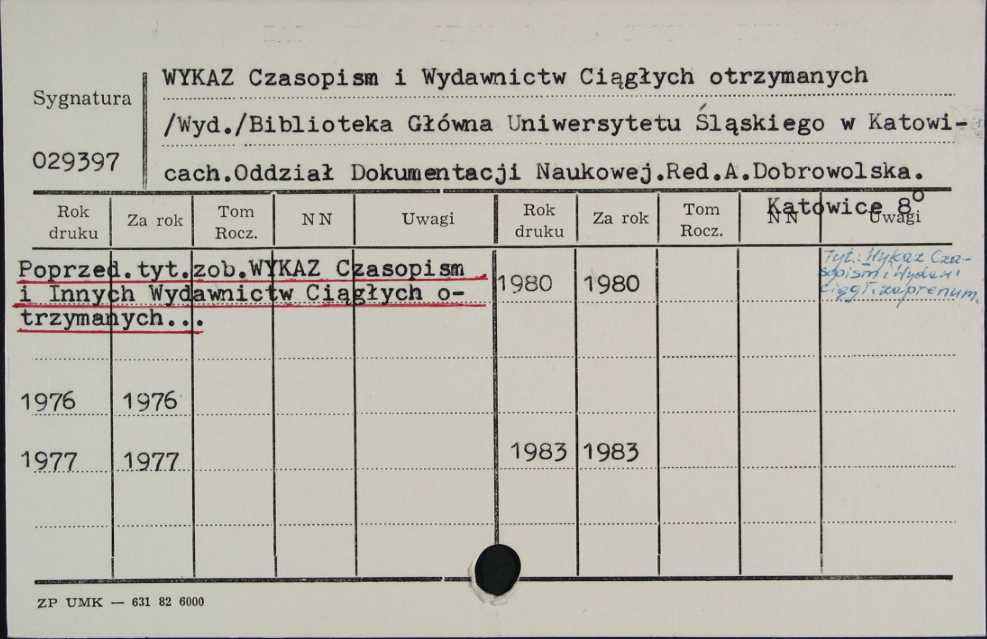 WYKAZ Czasopism i Wydawnictw Ciągłych otrzymanych
Sygnatura
/Wyd./Biblioteka Główna Uniwersytetu Śląskiego w Katowi-
029397
cach.Oddział Dokumentacji Naukowej.Red.A.Dobrowolska.
Katowice 8°
Rok druku Za rok Tom Rocz. NN Uwagi Rok druku Za rok Tom Rocz. NN Uwagi
Poprzed.tyt.zob.WYKAZ Czasopism
i Innych Wydawnictw Ciągłych o-
trzymanych...
1980 1980
Tyt.: Wykaz Cza-
sopism i Wydaw.
Ciągł. zaprenum.
1976 1976
1977 1977
1983 1983
ZP UMK — 631 82 6000